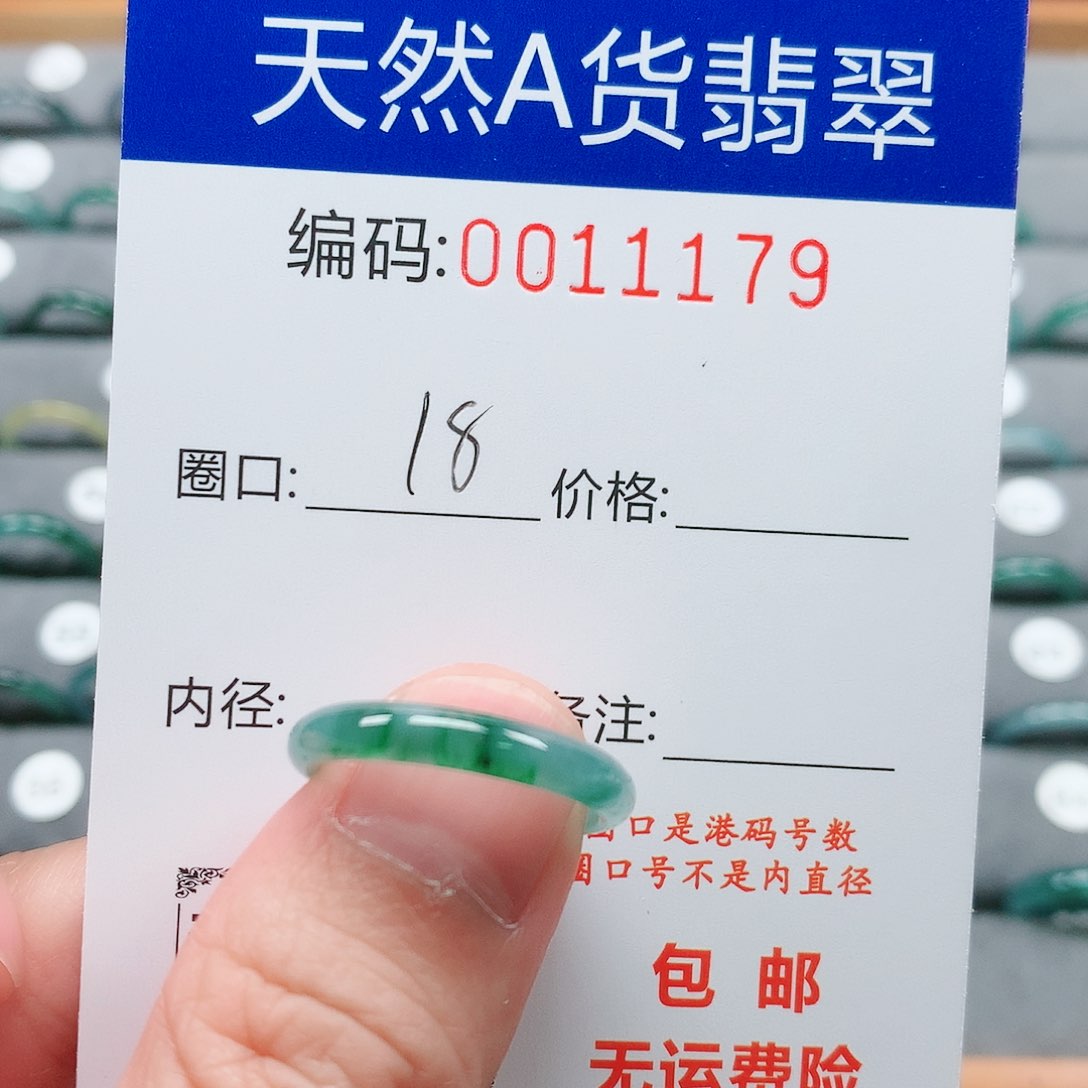 天然A货翡翠
编码:0011179
圈口: 18 价格:
内径: 备注:
口是港码号数
圈口号不是内直径
包邮
无运费险